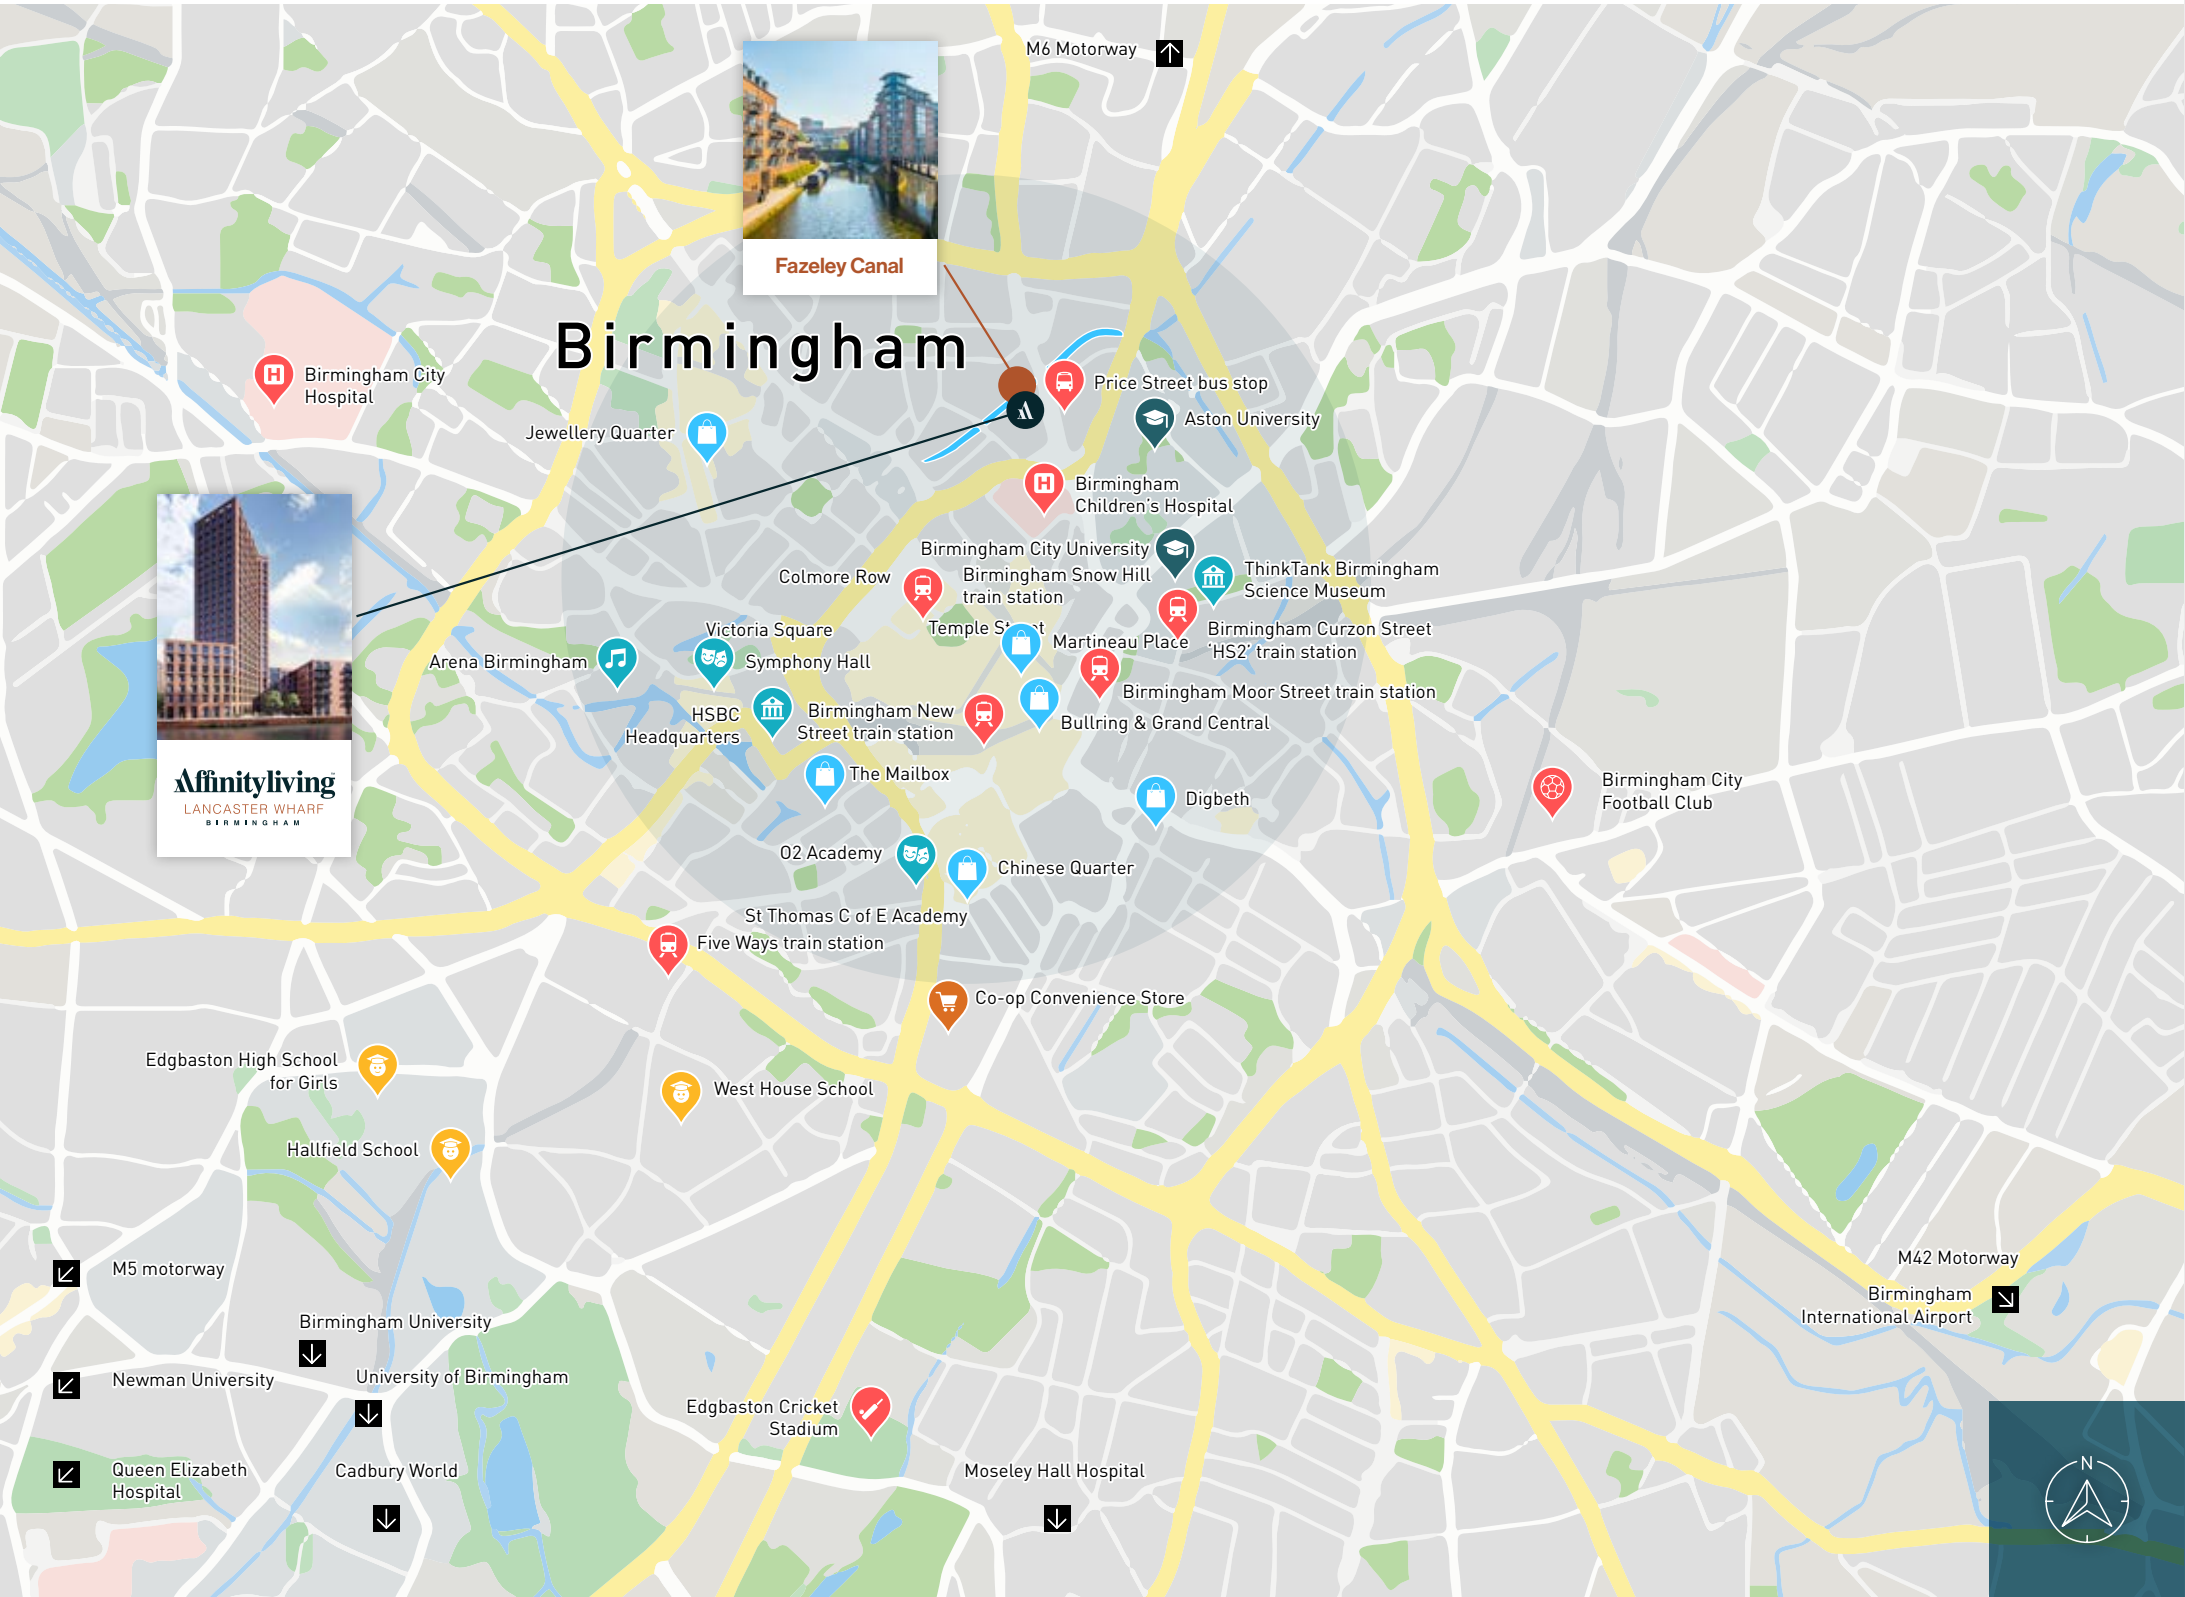 M6 Motorway
Fazeley Canal
Birmingham
Birmingham City
Hospital
Price Street bus stop
Aston University
Jewellery Quarter
Birmingham
Children's Hospital
Birmingham City University
Colmore Row
Birmingham Snow Hill
train station
ThinkTank Birmingham
Science Museum
Victoria Square
Temple Street
Martineau Place
Birmingham Curzon Street
'HS2' train station
Arena Birmingham
Symphony Hall
Birmingham Moor Street train station
HSBC
Headquarters
Birmingham New
Street train station
Bullring & Grand Central
The Mailbox
Digbeth
Birmingham City
Football Club
Affinityliving
LANCASTER WHARF
BIRMINGHAM
O2 Academy
Chinese Quarter
St Thomas C of E Academy
Five Ways train station
Co-op Convenience Store
Edgbaston High School
for Girls
West House School
Hallfield School
M5 motorway
M42 Motorway
Birmingham
International Airport
Birmingham University
Newman University
University of Birmingham
Edgbaston Cricket
Stadium
Queen Elizabeth
Hospital
Cadbury World
Moseley Hall Hospital
N